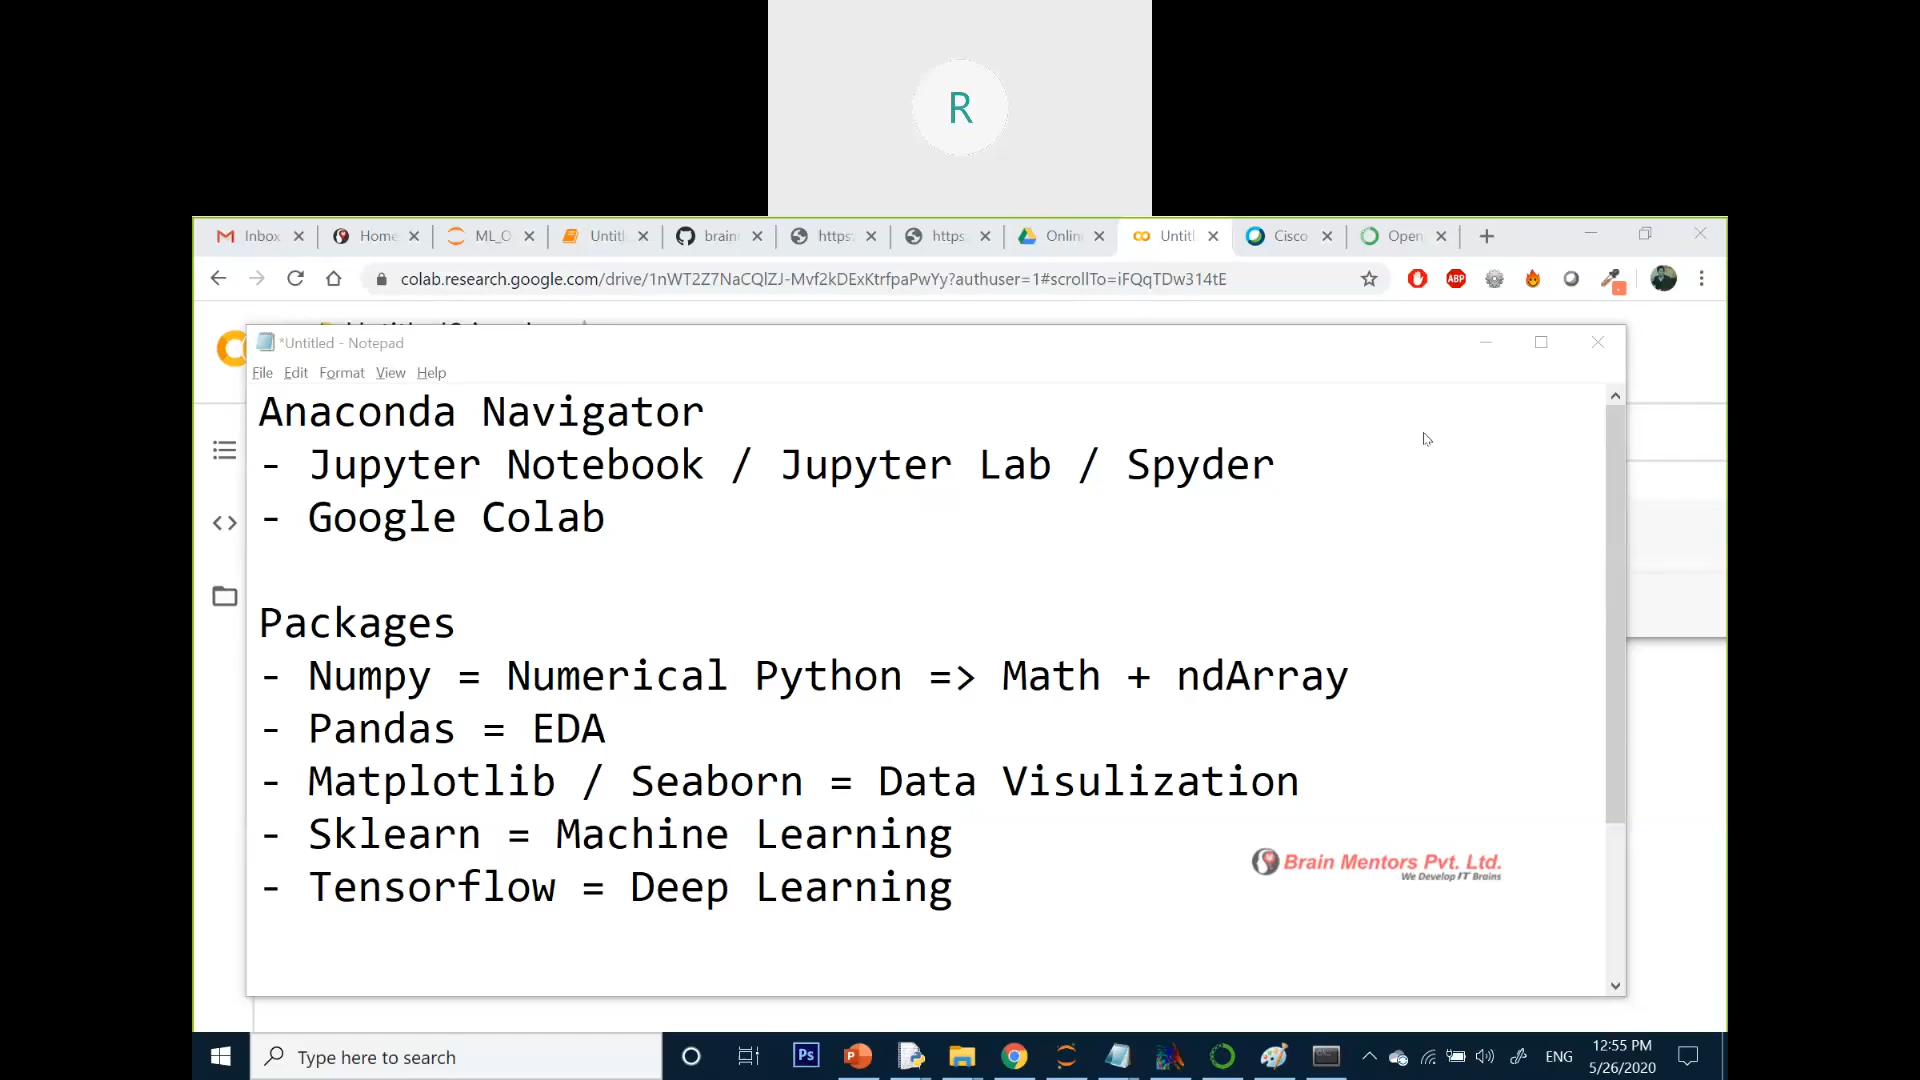 R
Inbox
Home
ML_O
Untitl
brainr
https:
https:
Onlin
Untitl
Cisco
Open
colab.research.google.com/drive/1nWT2Z7NaCQlZJ-Mvf2kDExKtrfpaPwYy?authuser=1#scrollTo=iFQqTDw314tE
ABP
*Untitled - Notepad
File Edit Format View Help
Anaconda Navigator
- Jupyter Notebook / Jupyter Lab / Spyder
- Google Colab
Packages
- Numpy = Numerical Python => Math + ndArray
- Pandas = EDA
- Matplotlib / Seaborn = Data Visulization
- Sklearn = Machine Learning
- Tensorflow = Deep Learning
Brain Mentors Pvt. Ltd.
We Develop IT Brains
Type here to search
Ps
P
ENG
12:55 PM
5/26/2020